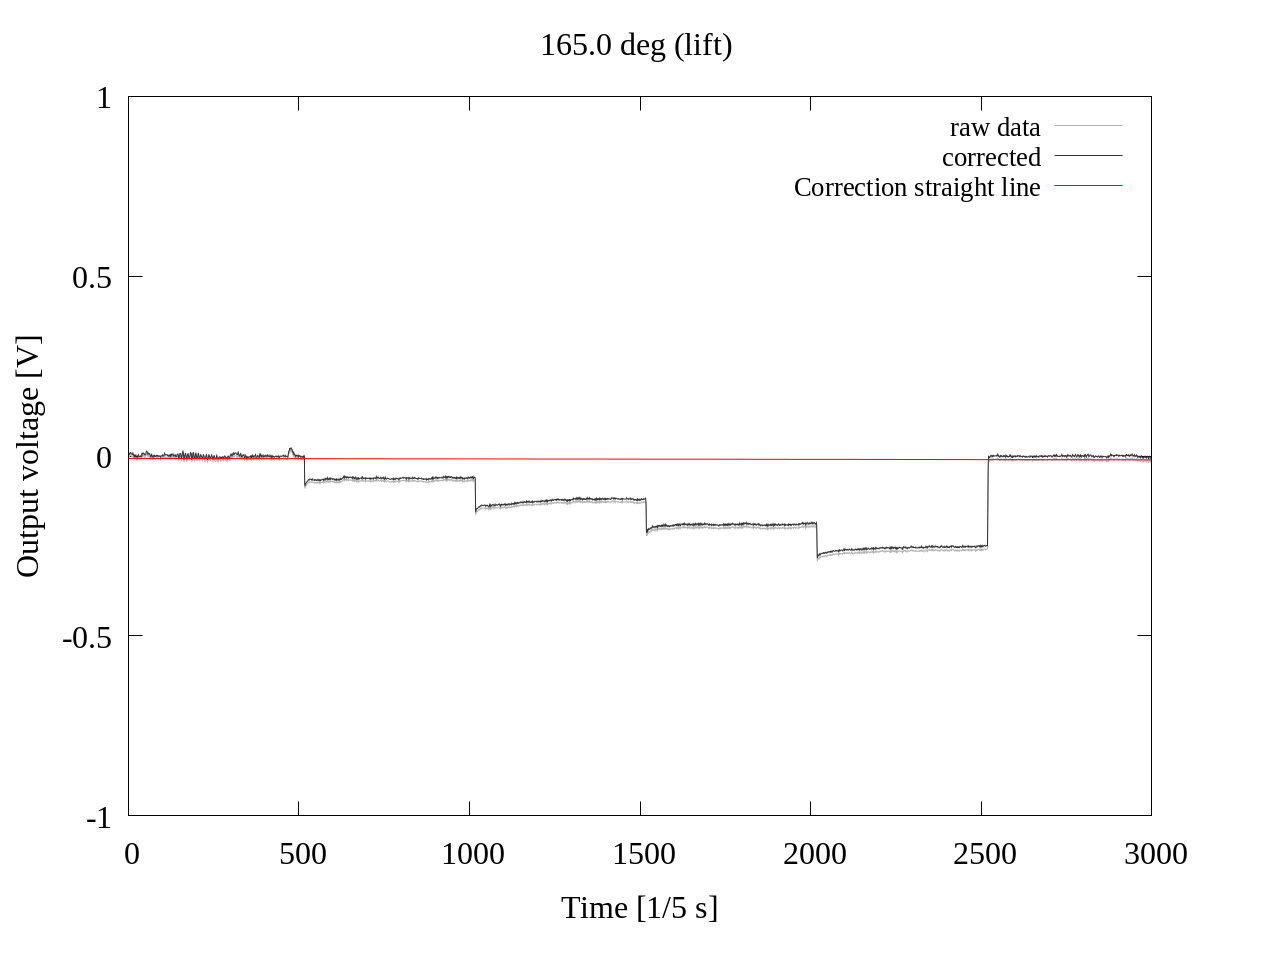 165.0 deg (lift)
1
0.5
0
-0.5
-1
Output voltage [V]
raw data
corrected
Correction straight line
0 500 1000 1500 2000 2500 3000
Time [1/5 s]